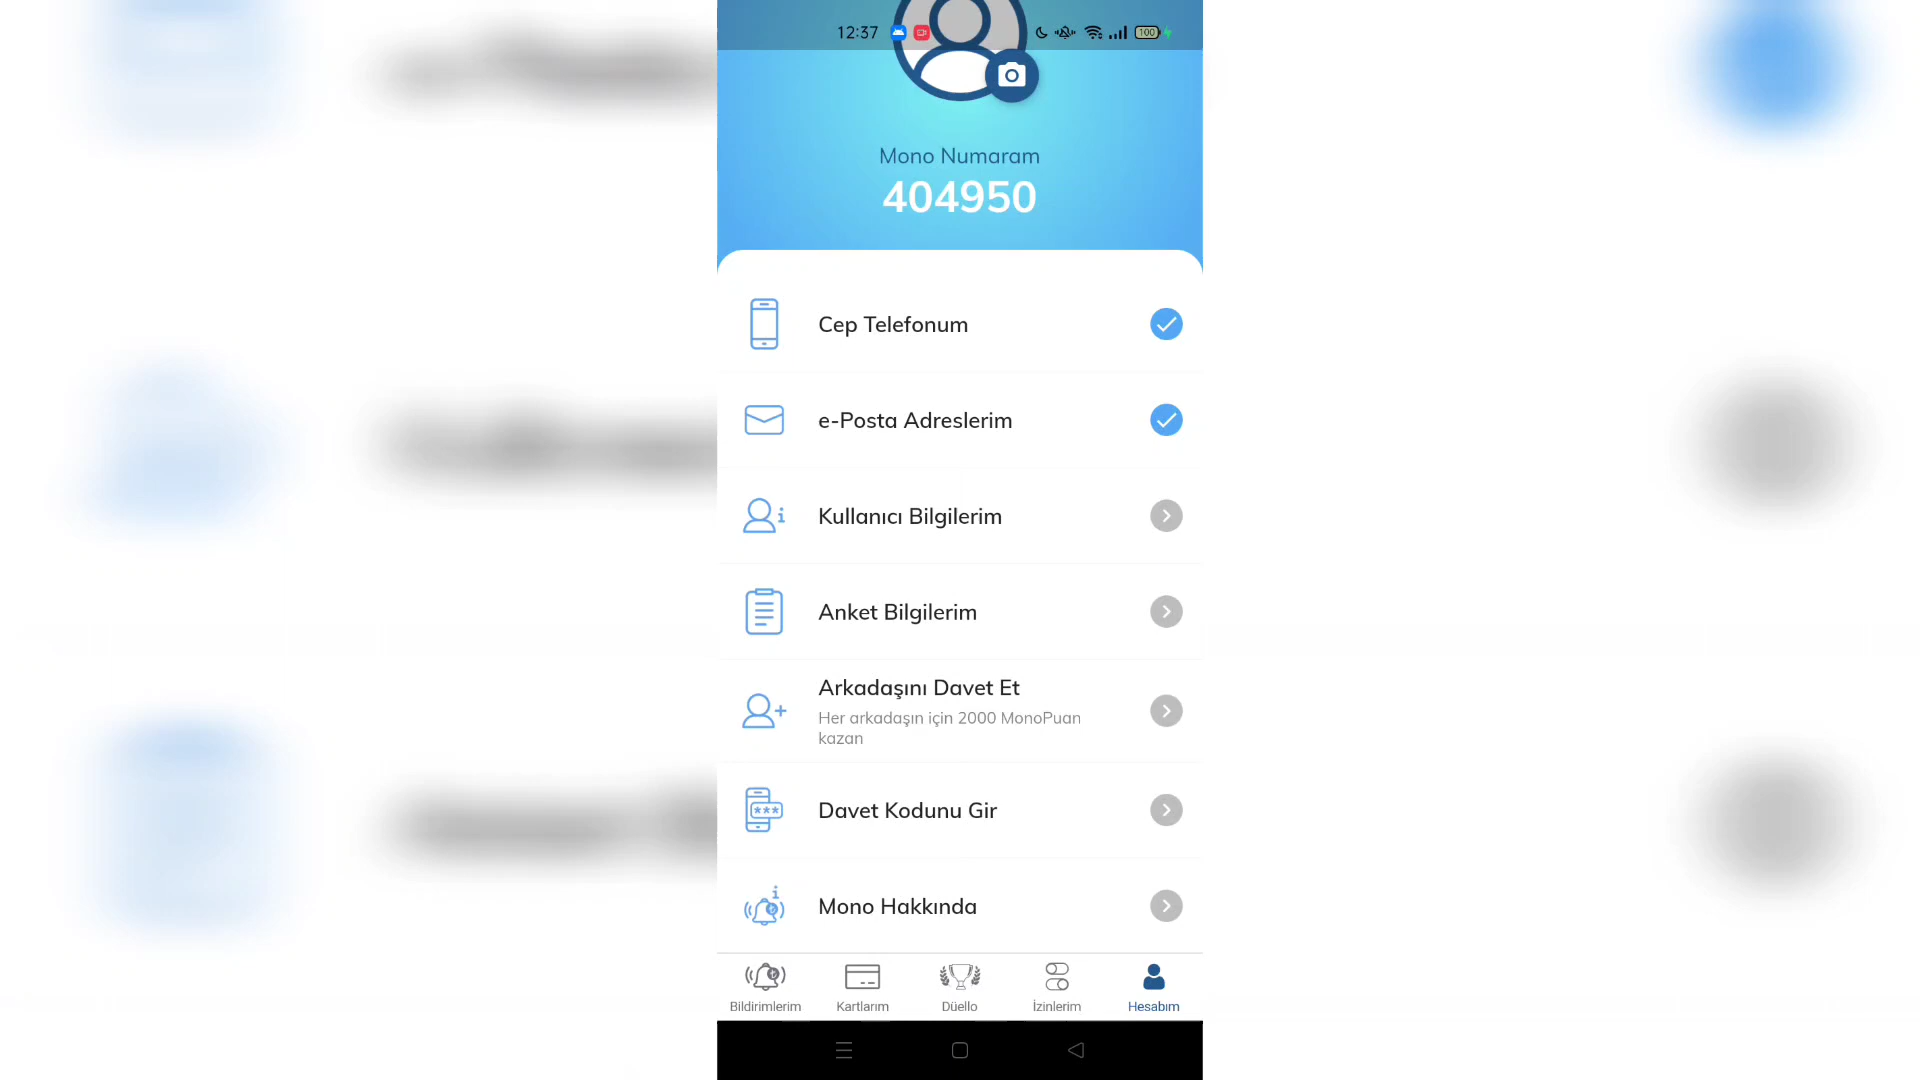 12:37
100
Mono Numaram
404950
Cep Telefonum
e-Posta Adreslerim
Kullanıcı Bilgilerim
Anket Bilgilerim
Arkadaşını Davet Et
Her arkadaşın için 2000 MonoPuan
kazan
Davet Kodunu Gir
Mono Hakkında
Bildirimlerim
Kartlarım
Düello
İzinlerim
Hesabım